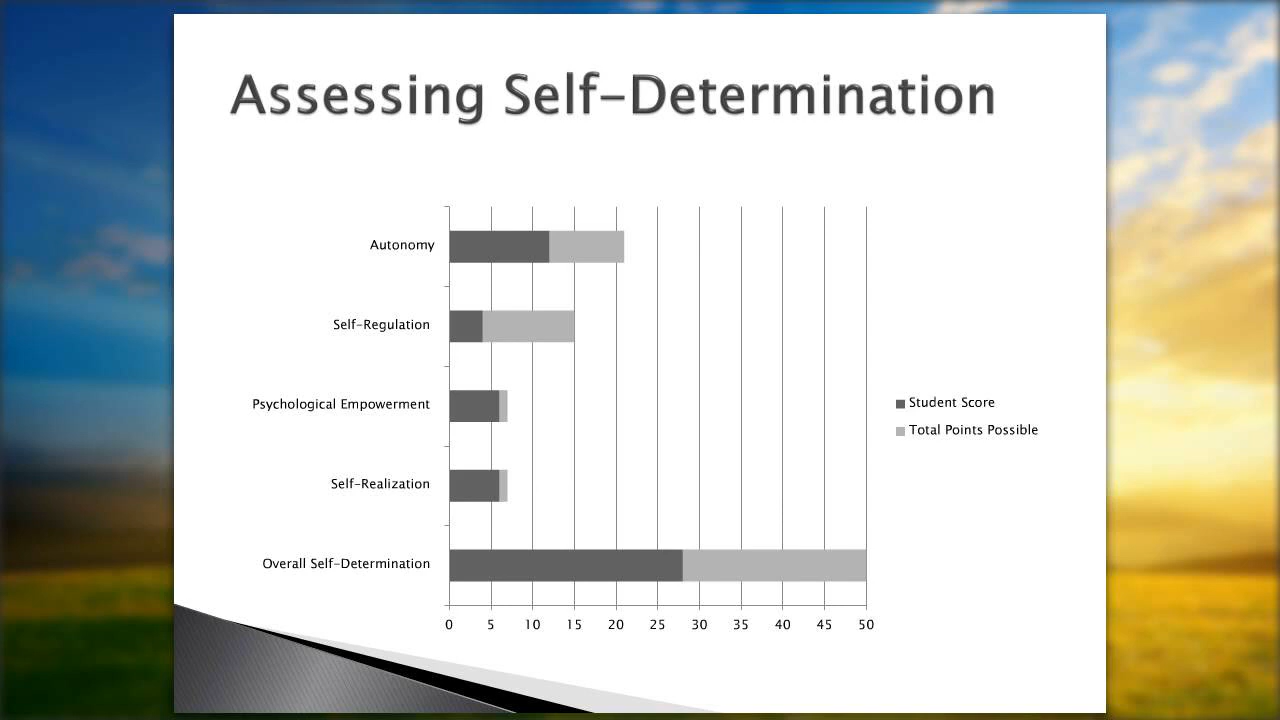 Assessing Self-Determination
Autonomy
Self-Regulation
Psychological Empowerment
Self-Realization
Overall Self-Determination
0 5 10 15 20 25 30 35 40 45 50
Student Score
Total Points Possible